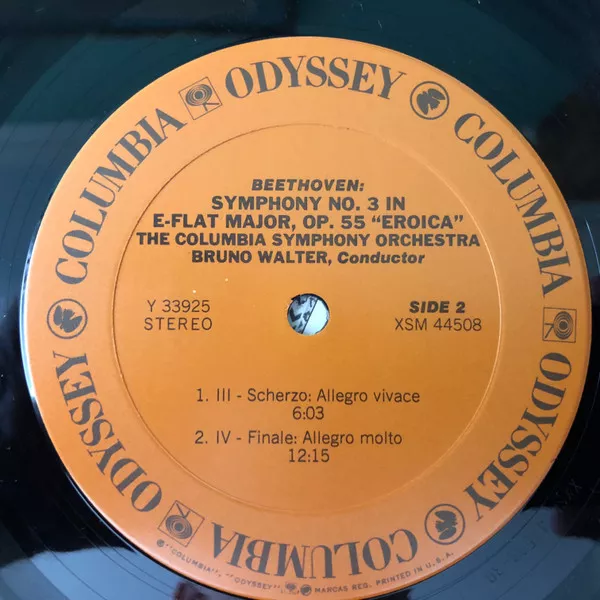 ODYSSEY
COLUMBIA
ODYSSEY
COLUMBIA
ODYSSEY
COLUMBIA
BEETHOVEN:
SYMPHONY NO. 3 IN
E-FLAT MAJOR, OP. 55 "EROICA"
THE COLUMBIA SYMPHONY ORCHESTRA
BRUNO WALTER, Conductor
Y 33925
STEREO
SIDE 2
XSM 44508
1. III - Scherzo: Allegro vivace
6:03
2. IV - Finale: Allegro molto
12:15
"COLUMBIA", "ODYSSEY", MARCAS REG. PRINTED IN U.S.A.